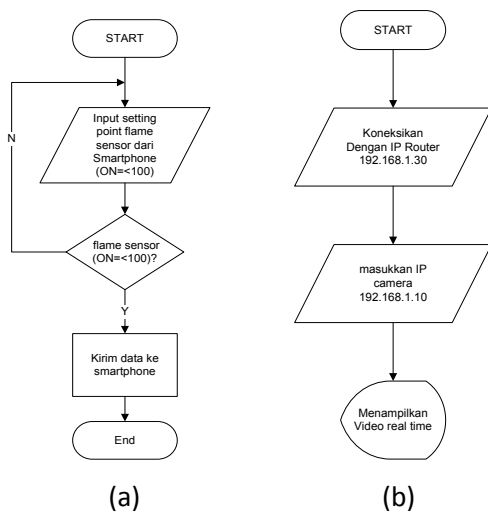 START
Input setting
point flame
sensor dari
Smartphone
(ON=<100)
N
flame sensor
(ON=<100)?
Y
Kirim data ke
smartphone
End
(a)
START
Koneksikan
Dengan IP Router
192.168.1.30
masukkan IP
camera
192.168.1.10
Menampilkan
Video real time
(b)